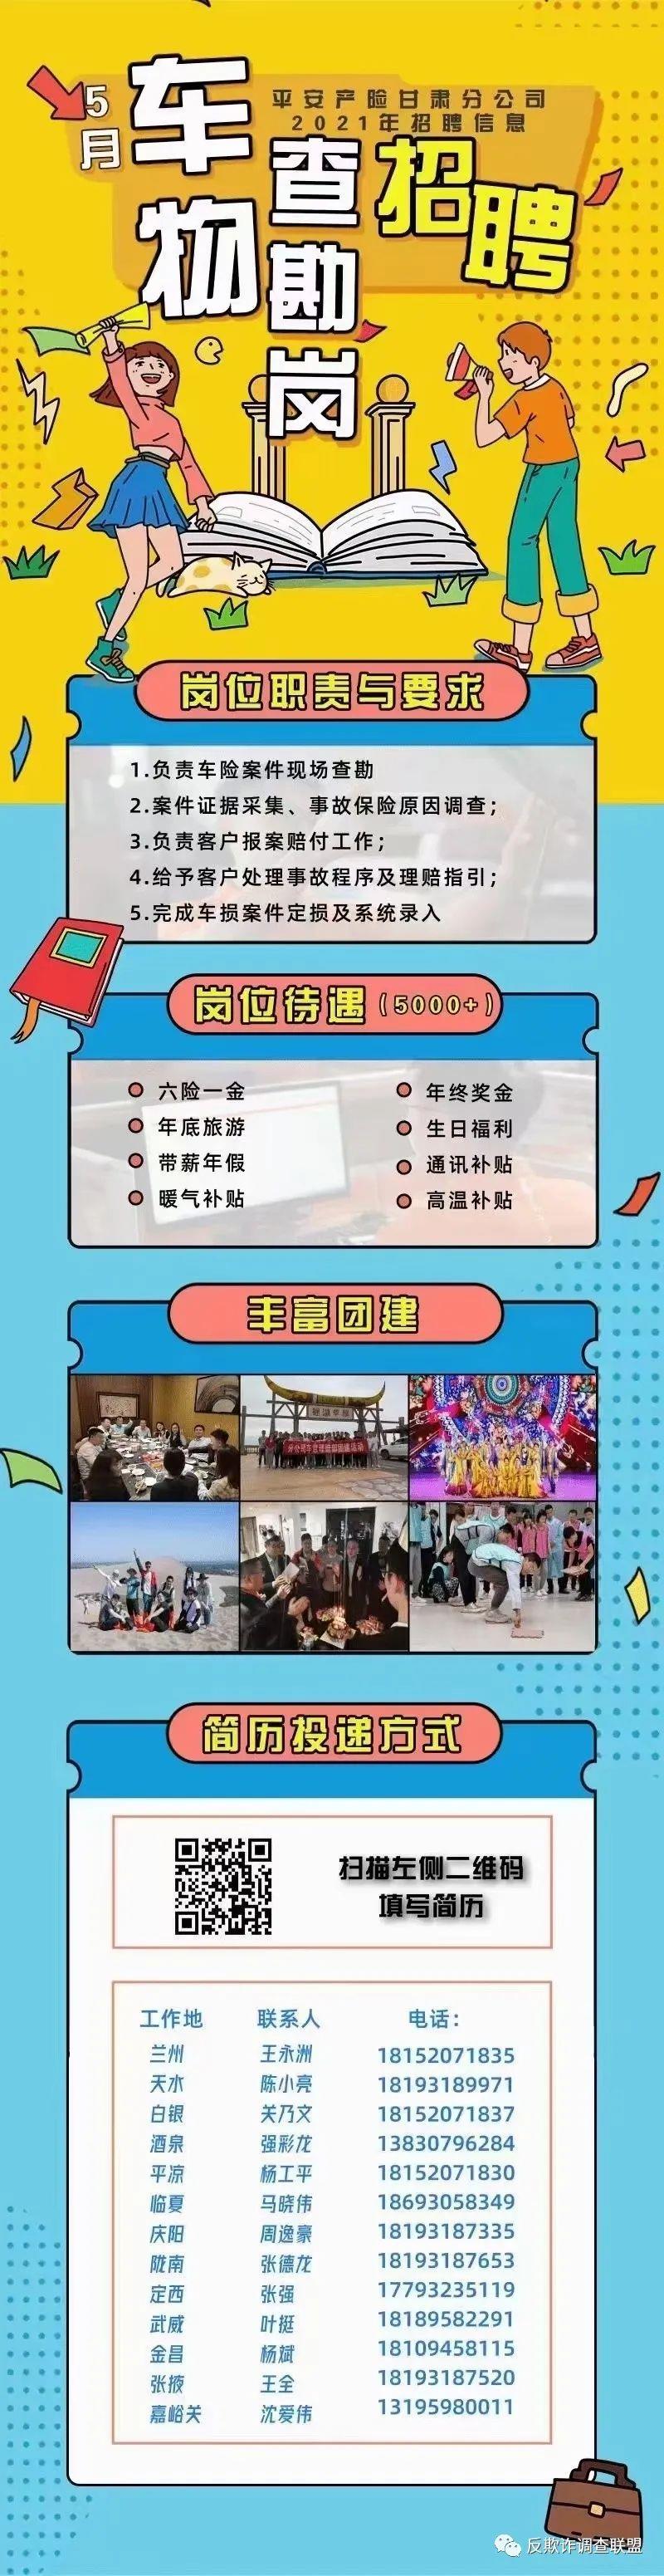 5月
平安产险甘肃分公司
2021年招聘信息
车物
查勘岗
招聘
岗位职责与要求
1.负责车险案件现场查勘
2.案件证据采集、事故保险原因调查；
3.负责客户报案赔付工作；
4.给予客户处理事故程序及理赔指引；
5.完成车损案件定损及系统录入
岗位待遇（5000+）
六险一金
年底旅游
带薪年假
暖气补贴
年终奖金
生日福利
通讯补贴
高温补贴
丰富团建
简历投递方式
扫描左侧二维码
填写简历
工作地 联系人 电话：
兰州 王永洲 18152071835
天水 陈小亮 18193189971
白银 关乃文 18152071837
酒泉 强彩龙 13830796284
平凉 杨工平 18152071830
临夏 马晓伟 18693058349
庆阳 周逸豪 18193187335
陇南 张德龙 18193187653
定西 张强 17793235119
武威 叶挺 18189582291
金昌 杨斌 18109458115
张掖 王全 18193187520
嘉峪关 沈爱伟 13195980011
反欺诈调查联盟